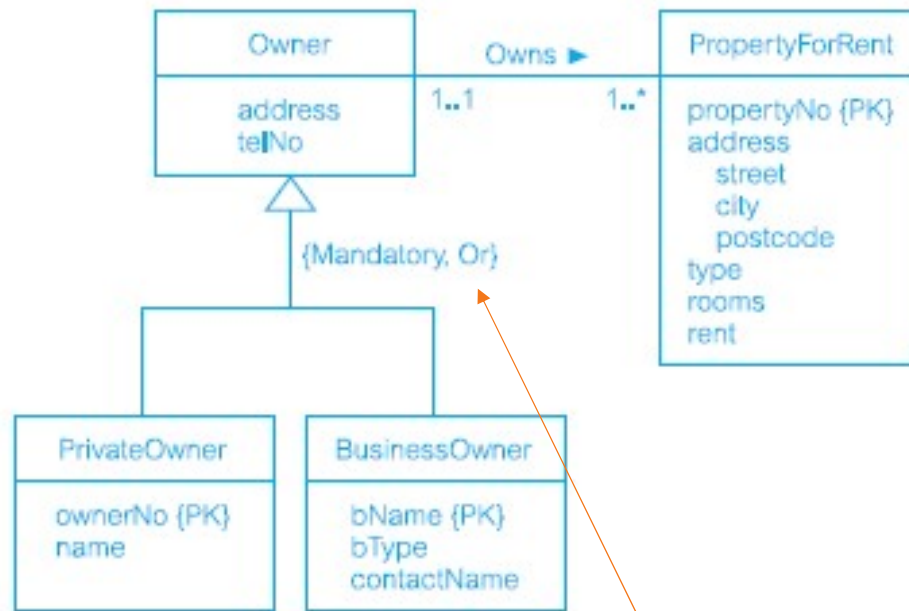 Owner
address
telNo
Owns ►
1..1
1..*
PropertyForRent
propertyNo {PK}
address
street
city
postcode
type
rooms
rent
{Mandatory, Or}
PrivateOwner
ownerNo {PK}
name
BusinessOwner
bName {PK}
bType
contactName